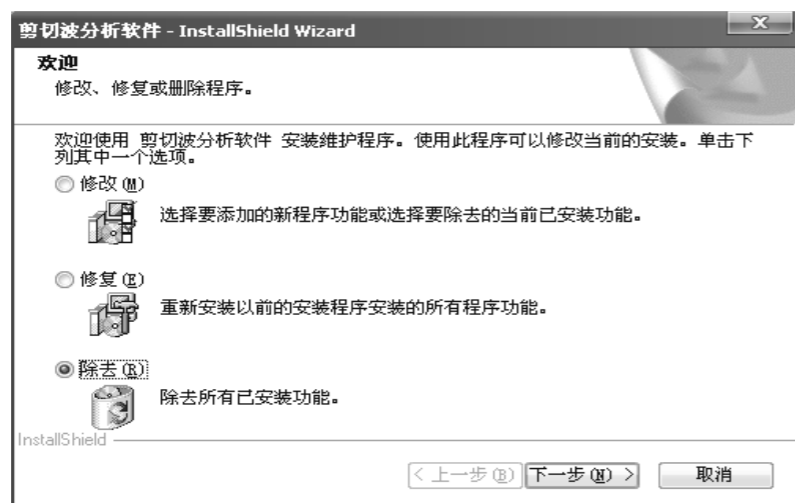 剪切波分析软件 - InstallShield Wizard
欢迎
修改、修复或删除程序。
欢迎使用 剪切波分析软件 安装维护程序。使用此程序可以修改当前的安装。单击下
列其中一个选项。
修改(M)
选择要添加的新程序功能或选择要除去的当前已安装功能。
修复(E)
重新安装以前的安装程序安装的所有程序功能。
除去(R)
除去所有已安装功能。
InstallShield
< 上一步(B) 下一步(N) > 取消